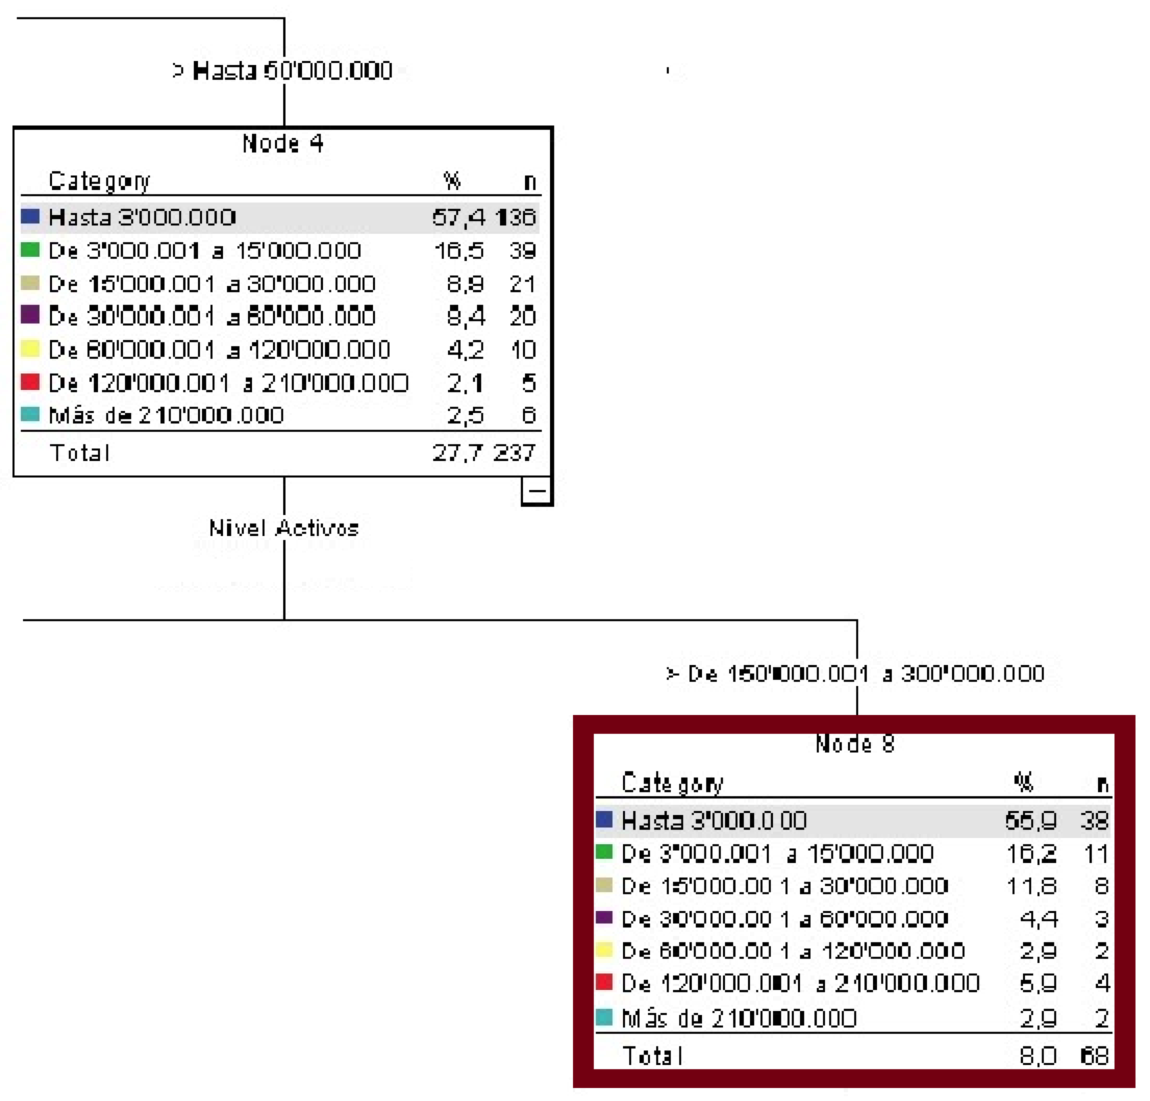 > Hasta 60'000.000
Node 4
Category % n
Hasta 3'000.000 57,4 136
De 3'000.001 a 15'000.000 16,5 39
De 15'000.001 a 30'000.000 8,9 21
De 30'000.001 a 60'000.000 8,4 20
De 60'000.001 a 120'000.000 4,2 10
De 120'000.001 a 210'000.000 2,1 5
Más de 210'000.000 2,5 6
Total 27,7 237
Nivel Activos
> De 150'000.001 a 300'000.000
Node 8
Category % n
Hasta 3'000.000 55,9 38
De 3'000.001 a 15'000.000 16,2 11
De 15'000.001 a 30'000.000 11,8 8
De 30'000.001 a 60'000.000 4,4 3
De 60'000.001 a 120'000.000 2,9 2
De 120'000.001 a 210'000.000 5,9 4
Más de 210'000.000 2,9 2
Total 8,0 68